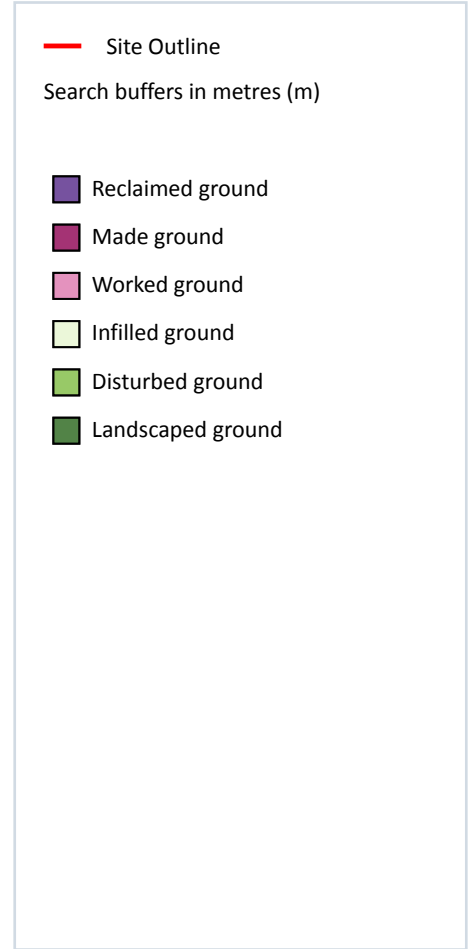 Site Outline
Search buffers in metres (m)
Reclaimed ground
Made ground
Worked ground
Infilled ground
Disturbed ground
Landscaped ground